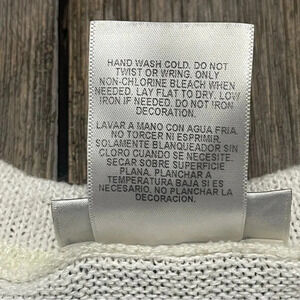 HAND WASH COLD. DO NOT
TWIST OR WRING. ONLY
NON-CHLORINE BLEACH WHEN
NEEDED. LAY FLAT TO DRY. LOW
IRON IF NEEDED. DO NOT IRON
DECORATION.
LAVAR A MANO CON AGUA FRIA.
NO TORCER NI ESPRIMIR.
SOLAMENTE BLANQUEADOR SIN
CLORO CUANDO SE NECESITE.
SECAR SOBRE SUPERFICIE
PLANA. PLANCHAR A
TEMPERATURA BAJA SI ES
NECESARIO. NO PLANCHAR LA
DECORACION.